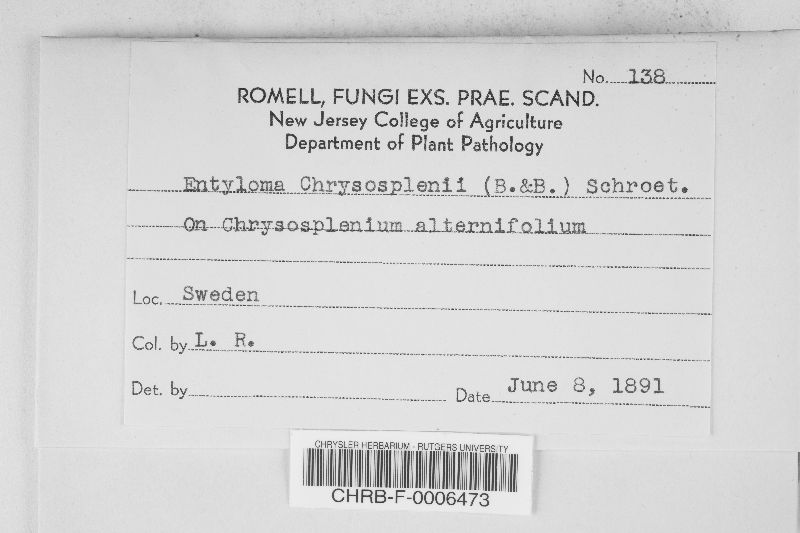 No. 138
ROMELL, FUNGI EXS. PRAE. SCAND.
New Jersey College of Agriculture
Department of Plant Pathology
Entyloma Chrysosplenii (B.&B.) Schroet.
On Chrysosplenium alternifolium
Loc. Sweden
Col. by L. R.
Det. by
Date June 8, 1891
CHRYSLER HERBARIUM - RUTGERS UNIVERSITY
CHRB-F-0006473